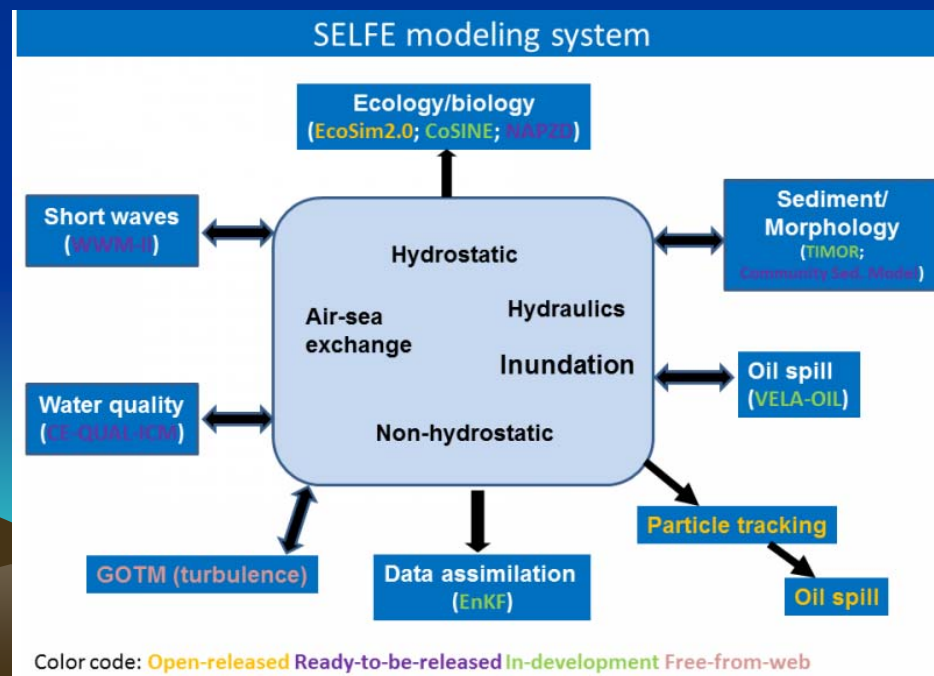 SELFE modeling system
Ecology/biology
(EcoSim2.0; CoSINE; NAPZD)
Short waves
(WWM-II)
Sediment/
Morphology
(TIMOR;
Community Sed. Model)
Hydrostatic
Air-sea
exchange
Hydraulics
Inundation
Non-hydrostatic
Water quality
(CE-QUAL-ICM)
Oil spill
(VELA-OIL)
Particle tracking
GOTM (turbulence)
Data assimilation
(EnKF)
Oil spill
Color code: Open-released Ready-to-be-released In-development Free-from-web